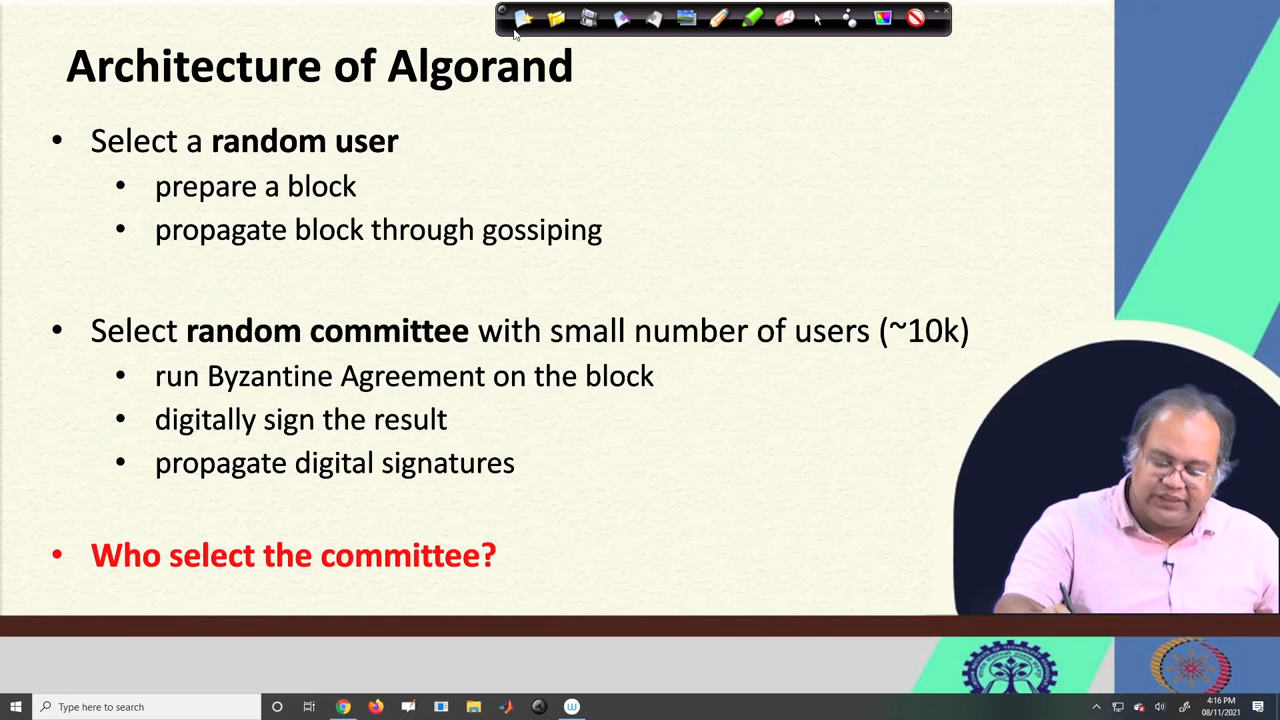 Architecture of Algorand
• Select a random user
• prepare a block
• propagate block through gossiping
• Select random committee with small number of users (~10k)
• run Byzantine Agreement on the block
• digitally sign the result
• propagate digital signatures
• Who select the committee?
Type here to search
4:16 PM
08/11/2021